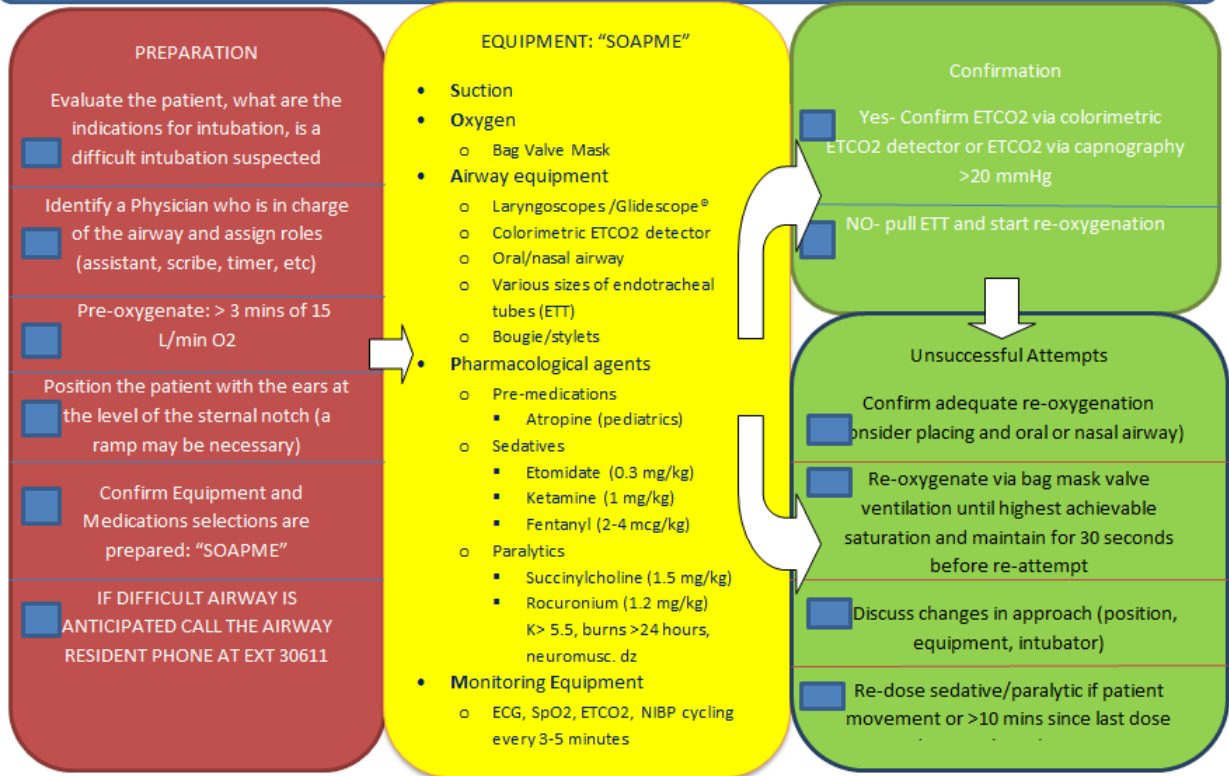 PREPARATION
Evaluate the patient, what are the
indications for intubation, is a
difficult intubation suspected
Identify a Physician who is in charge
of the airway and assign roles
(assistant, scribe, timer, etc)
Pre-oxygenate: > 3 mins of 15
L/min O2
Position the patient with the ears at
the level of the sternal notch (a
ramp may be necessary)
Confirm Equipment and
Medications selections are
prepared: “SOAPME”
IF DIFFICULT AIRWAY IS
ANTICIPATED CALL THE AIRWAY
RESIDENT PHONE AT EXT 30611
EQUIPMENT: “SOAPME”
• Suction
• Oxygen
o Bag Valve Mask
• Airway equipment
o Laryngoscopes /Glidescope®
o Colorimetric ETCO2 detector
o Oral/nasal airway
o Various sizes of endotracheal
tubes (ETT)
o Bougie/stylets
• Pharmacological agents
o Pre-medications
▪ Atropine (pediatrics)
o Sedatives
▪ Etomidate (0.3 mg/kg)
▪ Ketamine (1 mg/kg)
▪ Fentanyl (2-4 mcg/kg)
o Paralytics
▪ Succinylcholine (1.5 mg/kg)
▪ Rocuronium (1.2 mg/kg)
K> 5.5, burns >24 hours,
neuromusc. dz
• Monitoring Equipment
o ECG, SpO2, ETCO2, NIBP cycling
every 3-5 minutes
Confirmation
Yes- Confirm ETCO2 via colorimetric
ETCO2 detector or ETCO2 via capnography
>20 mmHg
NO- pull ETT and start re-oxygenation
Unsuccessful Attempts
Confirm adequate re-oxygenation
onsider placing and oral or nasal airway)
Re-oxygenate via bag mask valve
ventilation until highest achievable
saturation and maintain for 30 seconds
before re-attempt
Discuss changes in approach (position,
equipment, intubator)
Re-dose sedative/paralytic if patient
movement or >10 mins since last dose